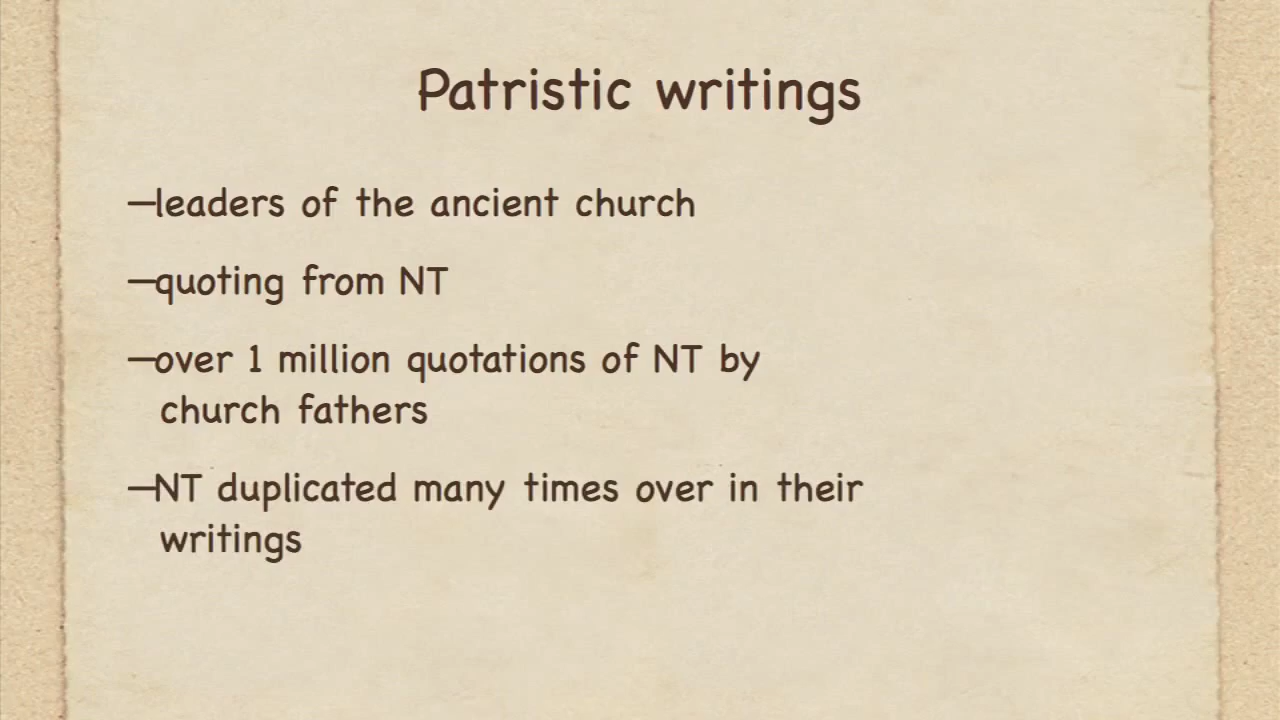 Patristic writings
—leaders of the ancient church
—quoting from NT
—over 1 million quotations of NT by
church fathers
—NT duplicated many times over in their
writings